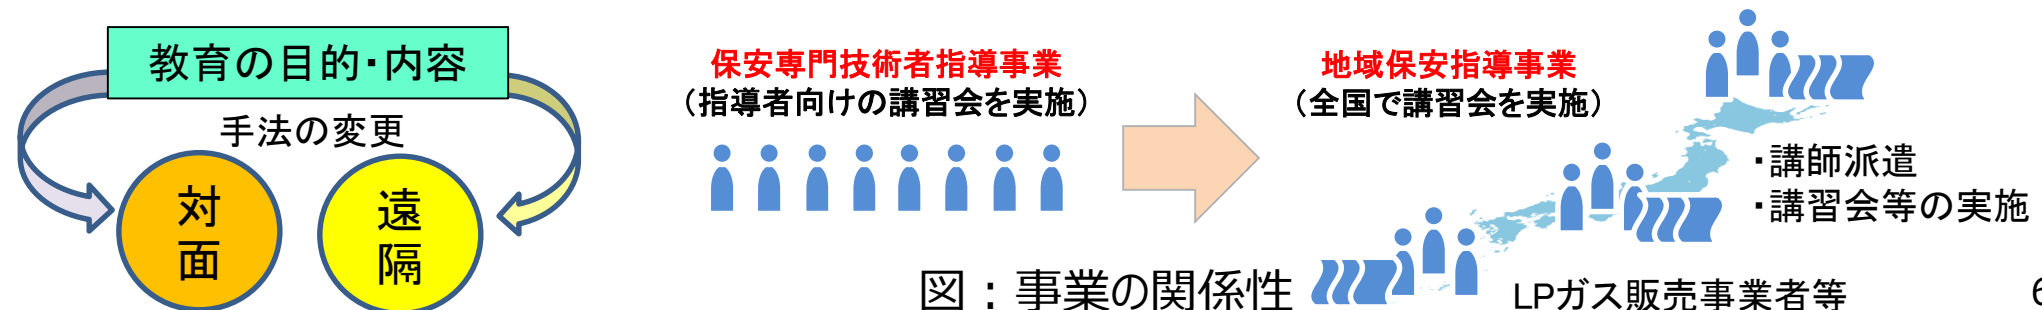 教育の目的・内容
手法の変更
対面
遠隔
保安専門技術者指導事業
（指導者向けの講習会を実施）
地域保安指導事業
（全国で講習会を実施）
・講師派遣
・講習会等の実施
図：事業の関係性
LPガス販売事業者等